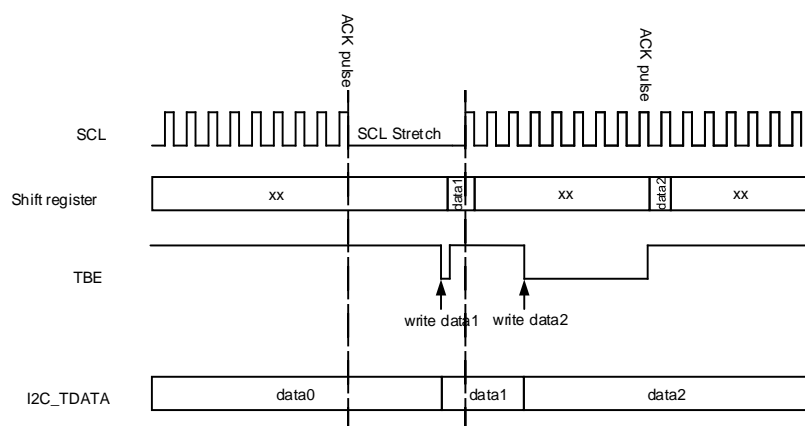 ACK pulse
ACK pulse
SCL
SCL Stretch
Shift register
xx
data1
xx
data2
xx
TBE
write data1
write data2
I2C_TDATA
data0
data1
data2